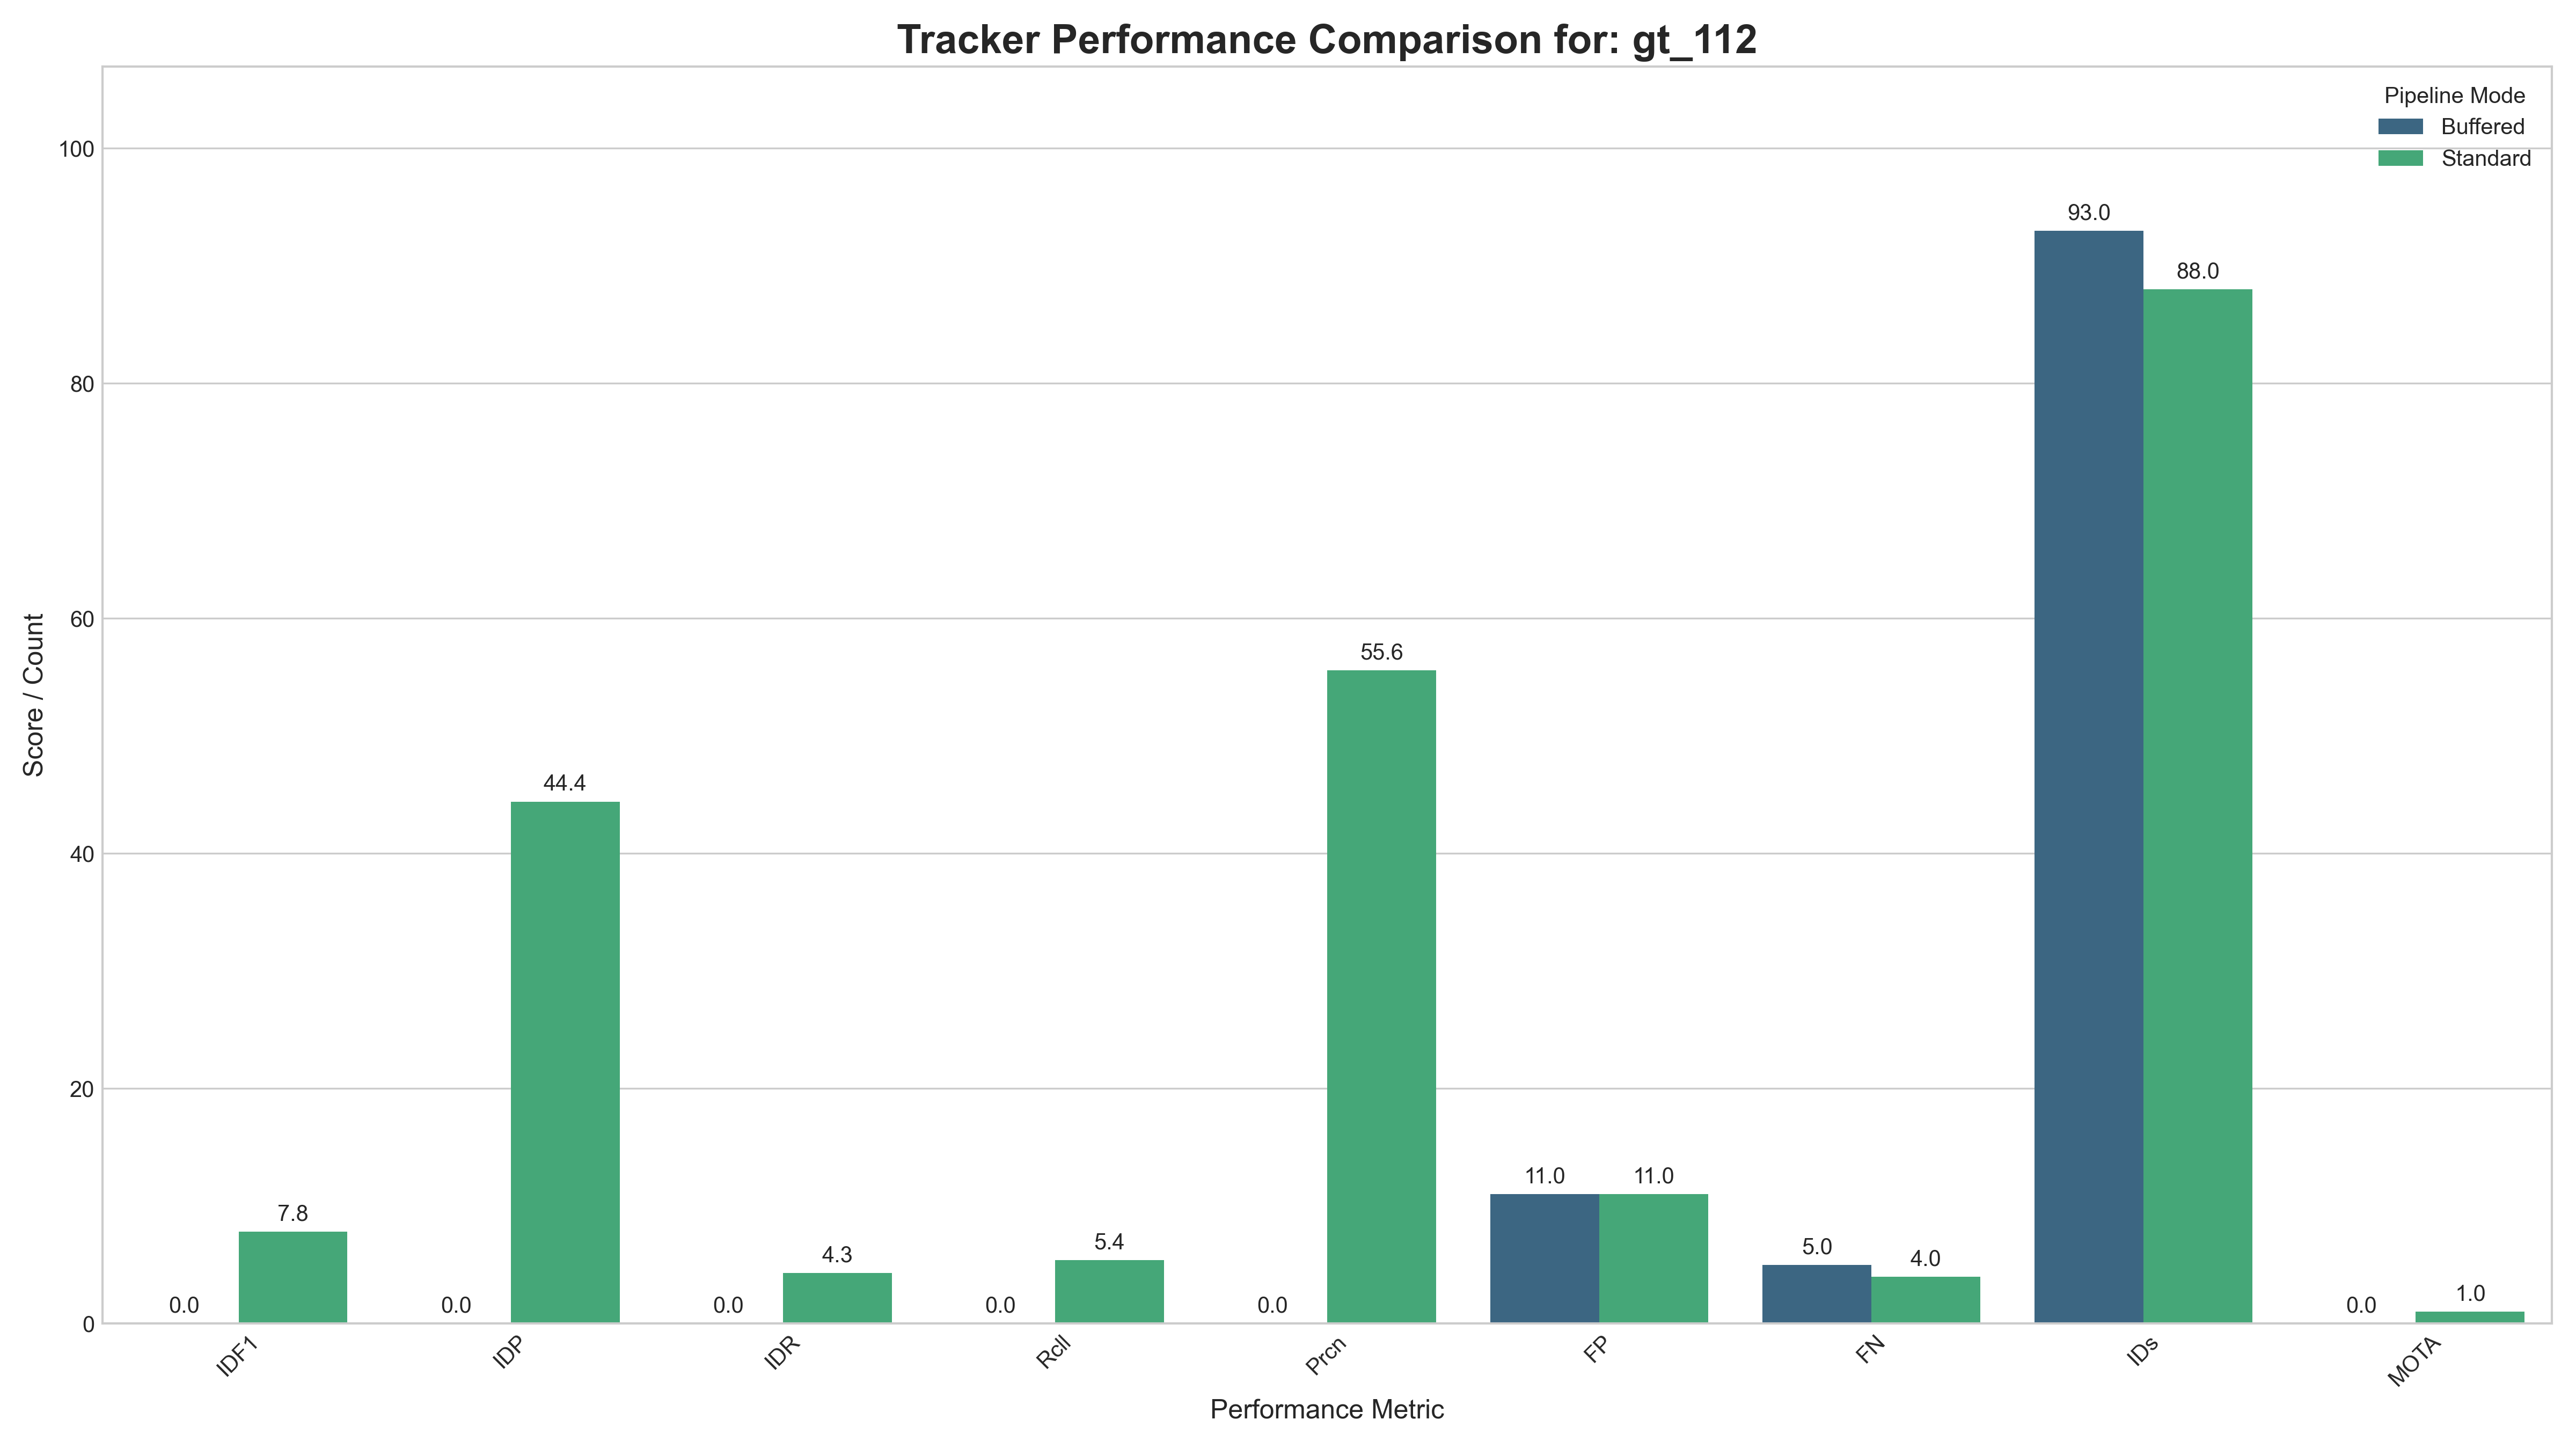 Tracker Performance Comparison for: gt_112
Pipeline Mode
Buffered
Standard
Score / Count
100
80
60
40
20
0
0.0
7.8
0.0
44.4
0.0
4.3
0.0
5.4
0.0
55.6
11.0
11.0
5.0
4.0
93.0
88.0
0.0
1.0
IDF1
IDP
IDR
Rcll
Prcn
FP
FN
IDs
MOTA
Performance Metric